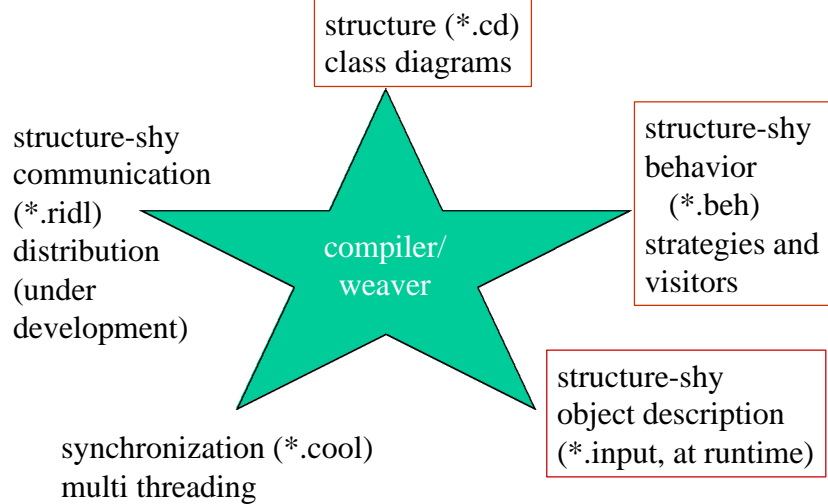 structure (*.cd)
class diagrams
structure-shy
communication
(*.ridl)
distribution
(under
development)
compiler/
weaver
structure-shy
behavior
(*.beh)
strategies and
visitors
structure-shy
object description
(*.input, at runtime)
synchronization (*.cool)
multi threading